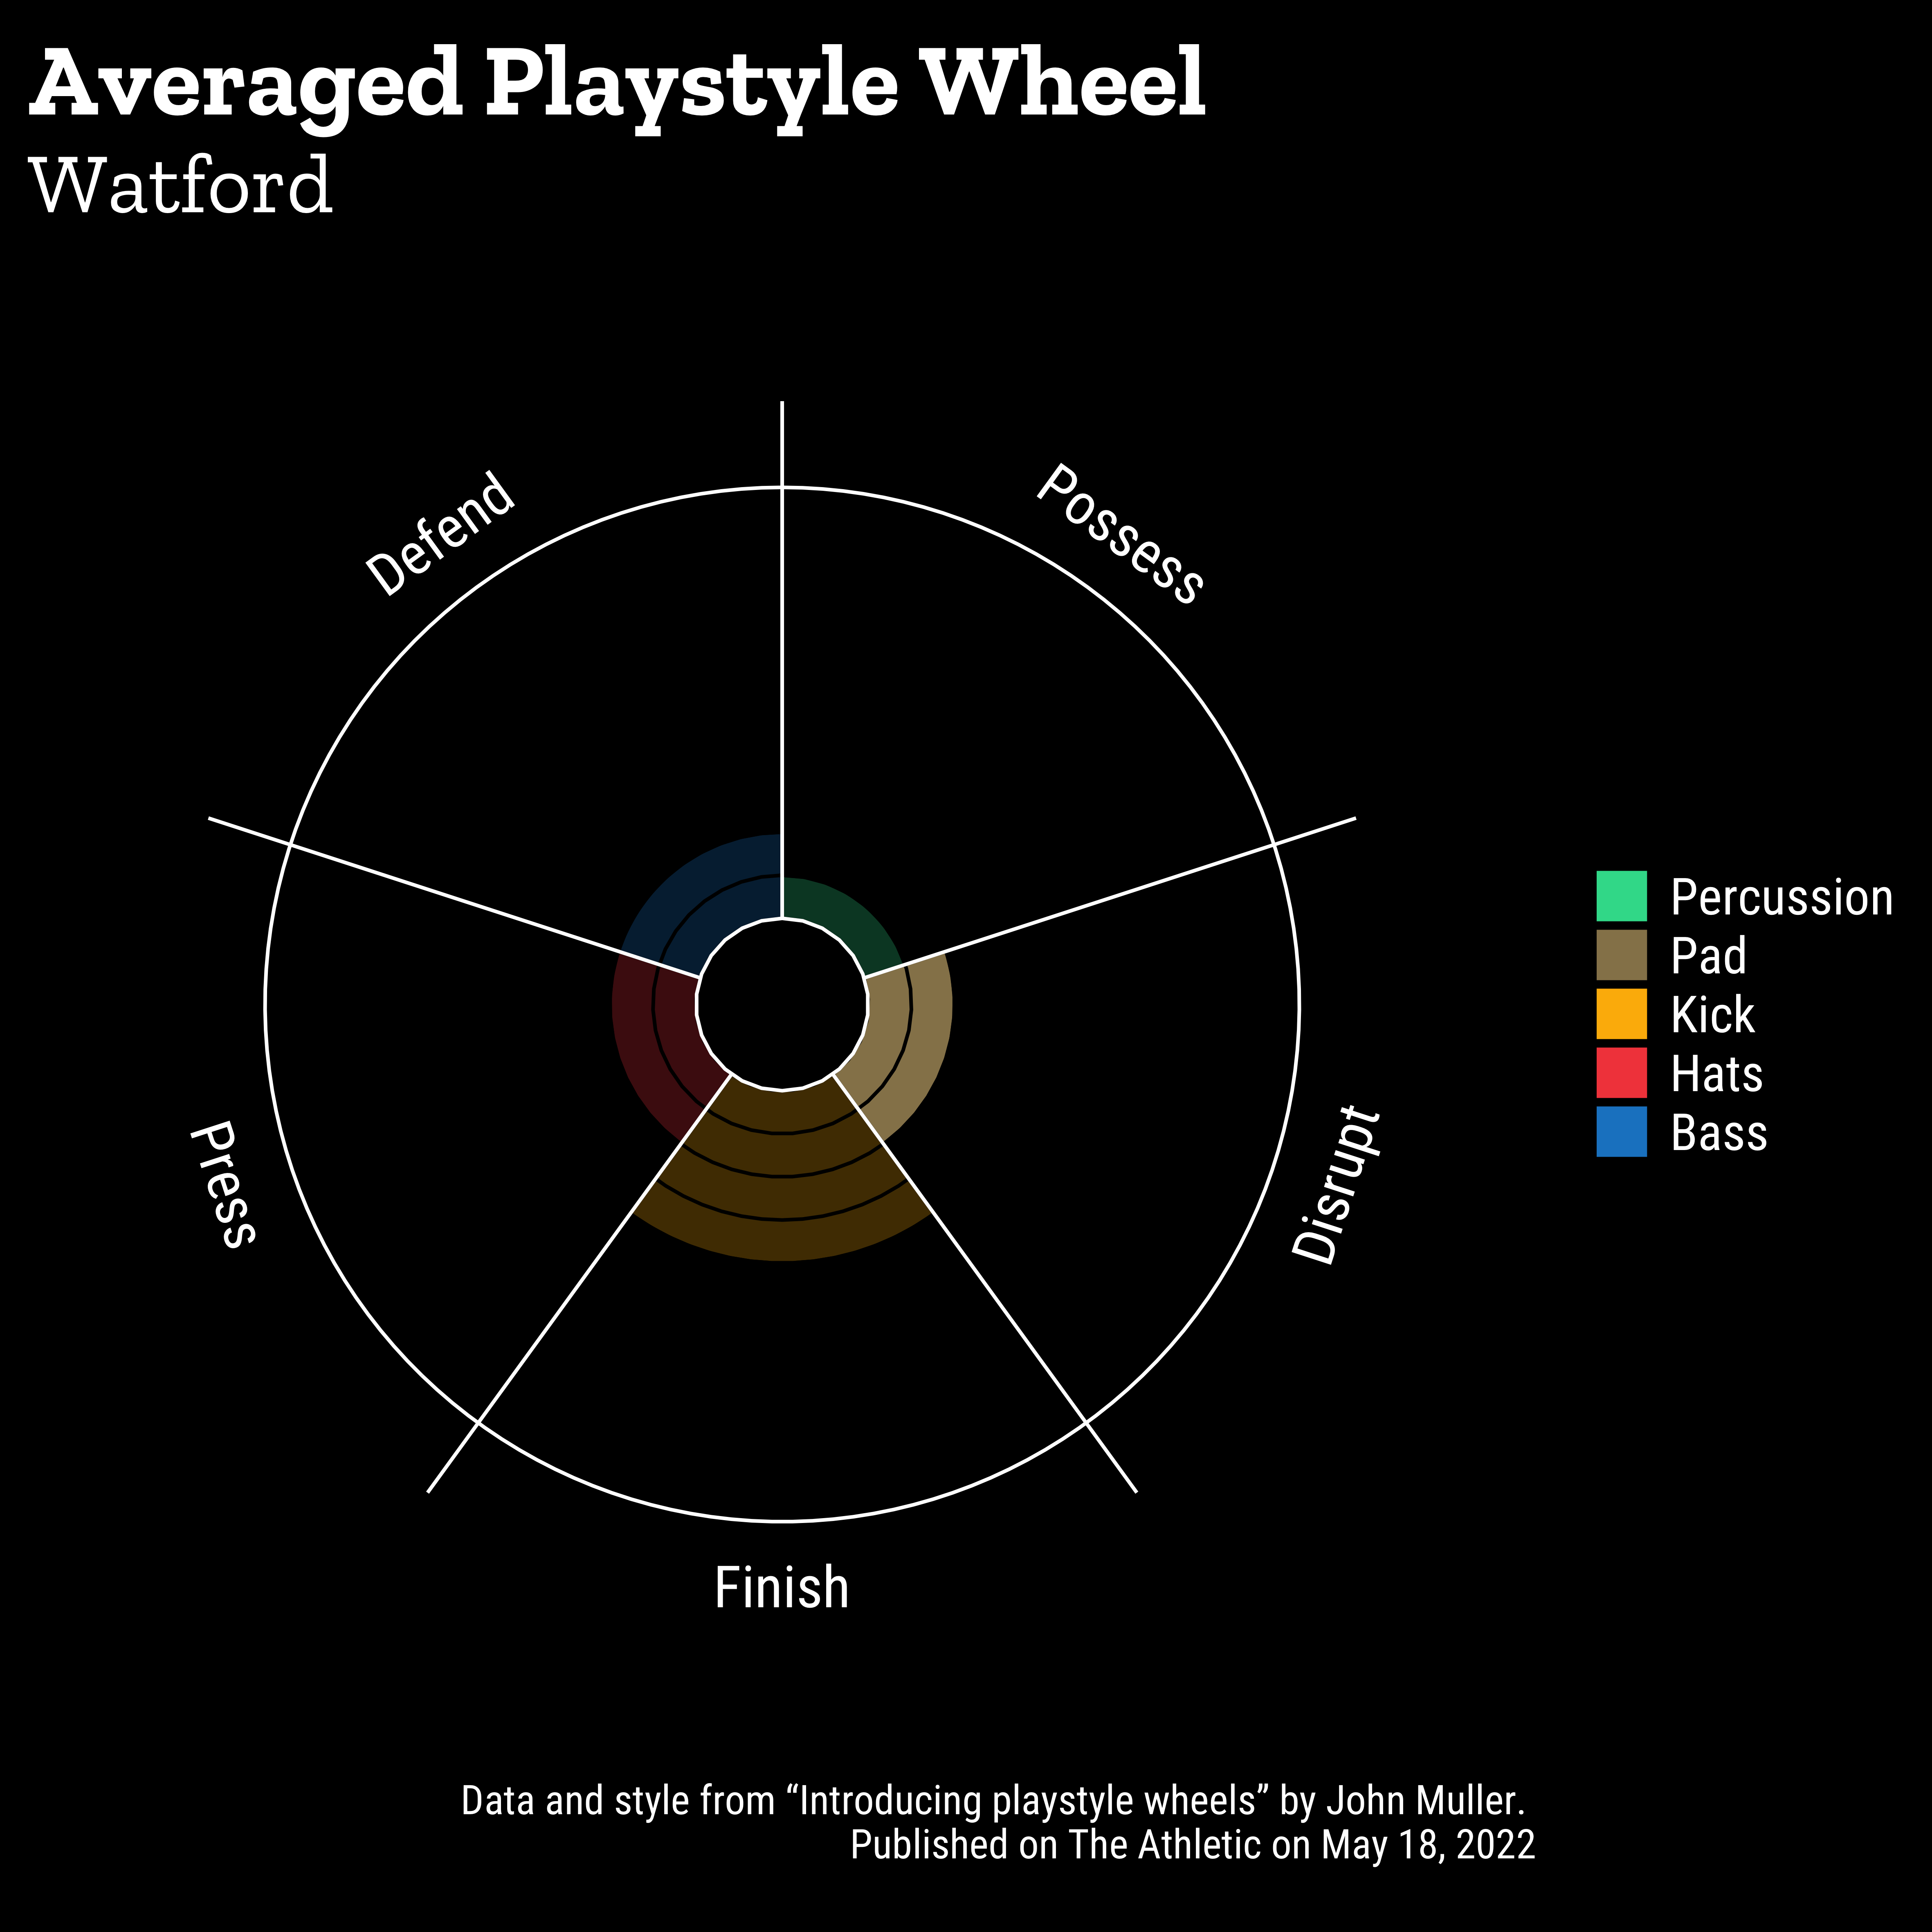 Averaged Playstyle Wheel
Watford
Defend
Possess
Press
Disrupt
Finish
Percussion
Pad
Kick
Hats
Bass
Data and style from “Introducing playstyle wheels” by John Muller.
Published on The Athletic on May 18, 2022